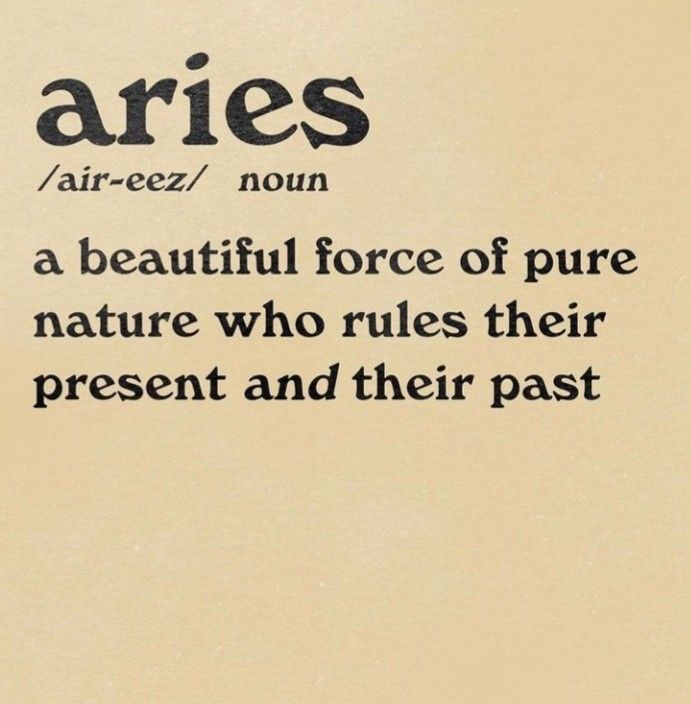 aries
/air-eez/ noun
a beautiful force of pure
nature who rules their
present and their past